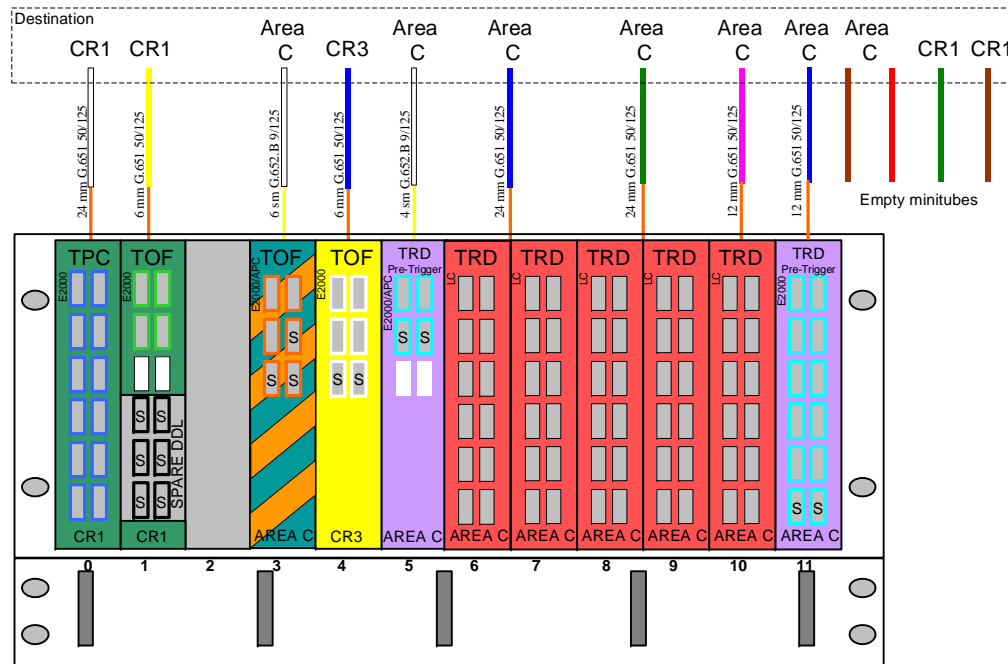 Destination
CR1
CR1
Area
C
CR3
Area
C
Area
C
Area
C
Area
C
Area
C
Area
C
CR1
CR1
24 mm G.651 50/125
6 mm G.651 50/125
6 sm G.652.B 9/125
6 mm G.651 50/125
4 sm G.652.B 9/125
24 mm G.651 50/125
24 mm G.651 50/125
12 mm G.651 50/125
12 mm G.651 50/125
Empty minitubes
TPC
TOF
TOF
TOF
TRD
Pre-Trigger
TRD
TRD
TRD
TRD
TRD
TRD
Pre-Trigger
E2000
E2000
E2000/APC
E2000
E2000/APC
LC
LC
LC
LC
LC
E2000
S
S S
S S
S S
S S
S S
S S
S S
SPARE DDL
CR1
CR1
AREA C
CR3
AREA C
AREA C
AREA C
AREA C
AREA C
AREA C
AREA C
0 1 2 3 4 5 6 7 8 9 10 11